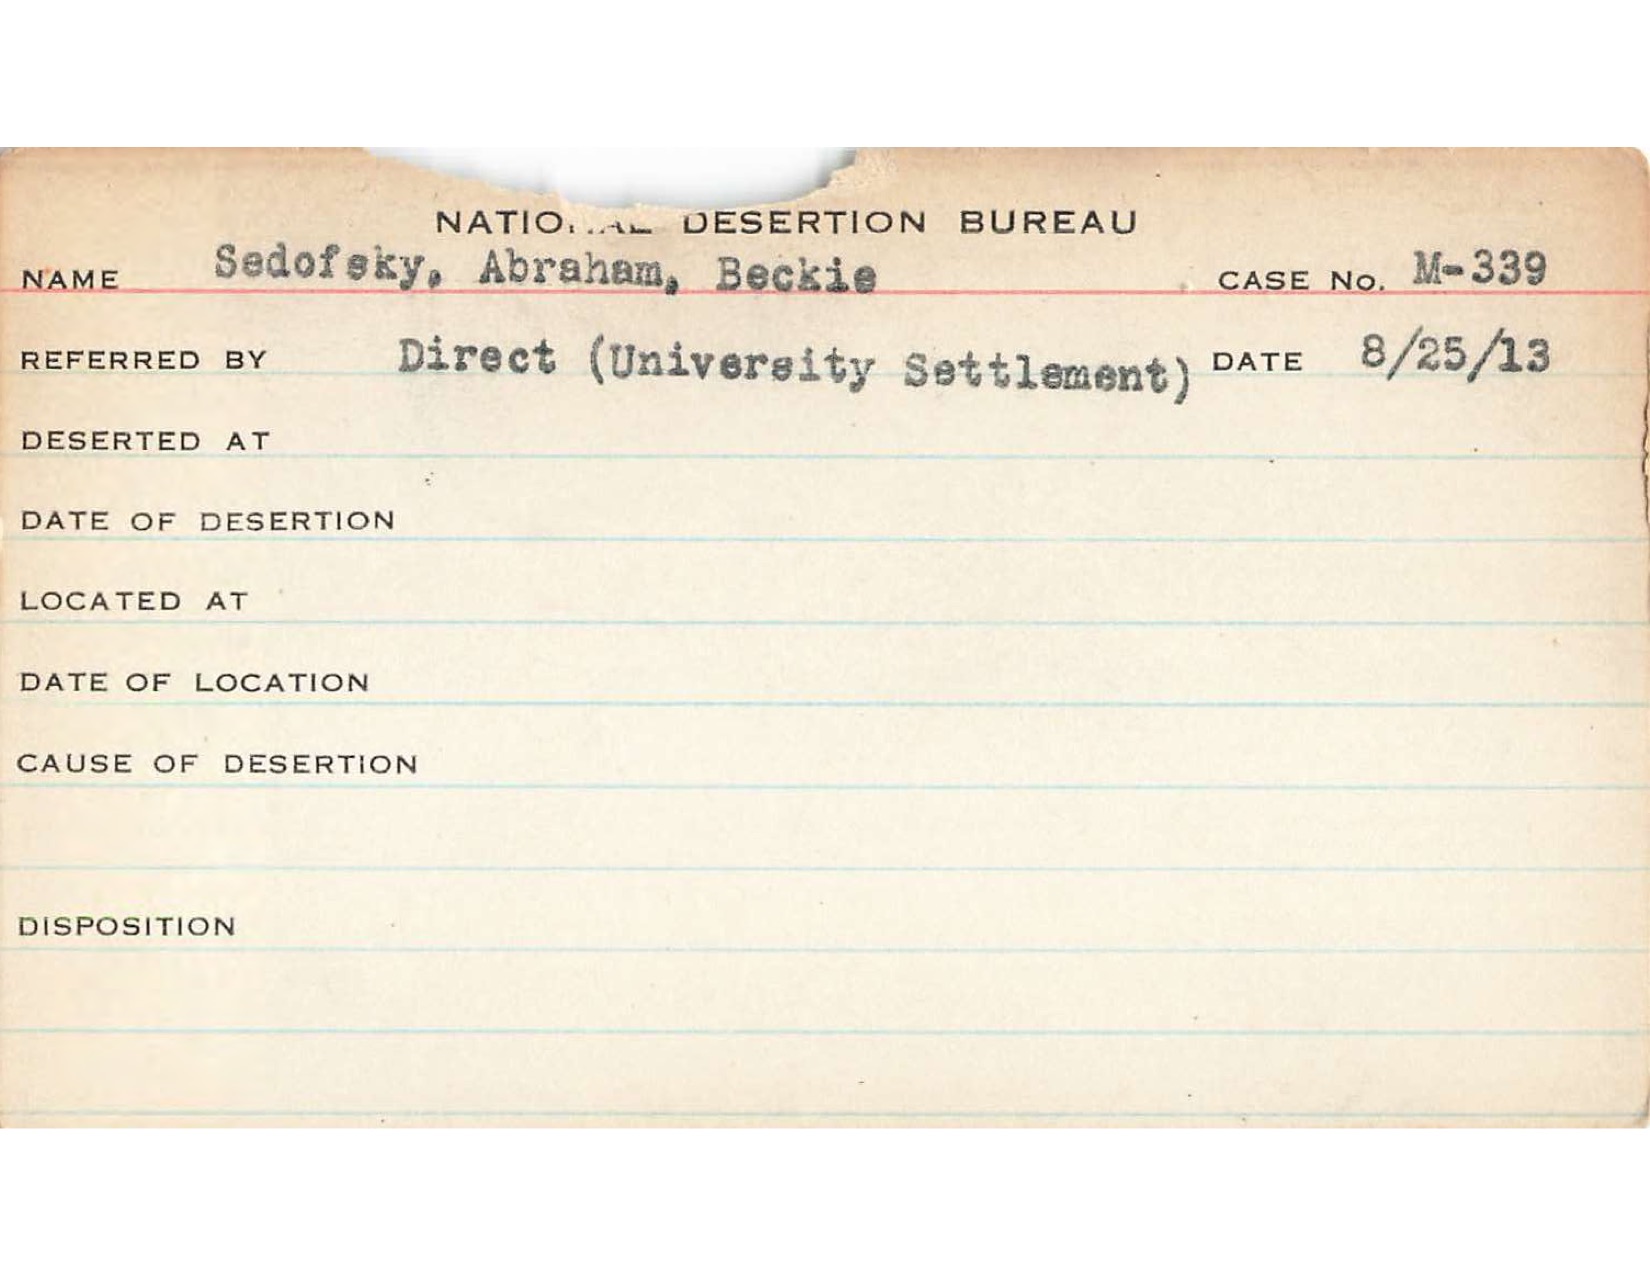 NATIONAL DESERTION BUREAU
NAME Sedofsky, Abraham, Beckie CASE No. M-339
REFERRED BY Direct (University Settlement) DATE 8/25/13
DESERTED AT
DATE OF DESERTION
LOCATED AT
DATE OF LOCATION
CAUSE OF DESERTION
DISPOSITION